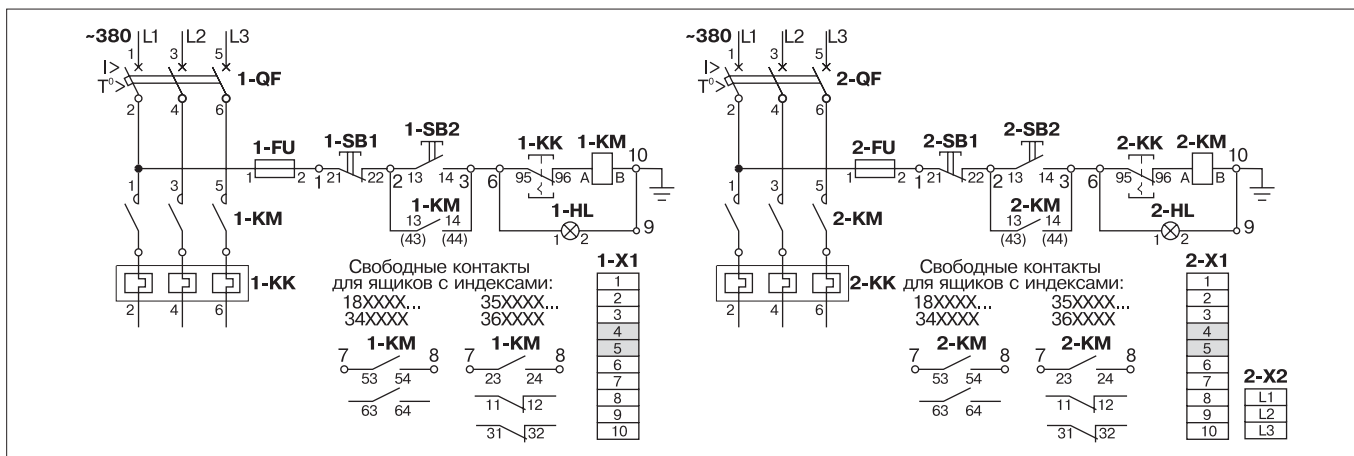 ~380 L1 L2 L3
1 3 5
I>
T⁰>
1-QF
2 4 6
1-FU 1-SB1 1-SB2 1-KK 1-KM
1 2 1 21 22 2 13 14 3 6 95 96 A B 10
1 3 5
1-KM
1-KM
13 14
(43) (44)
1-HL
1 2 9
1-KK
2 4 6
Свободные контакты
для ящиков с индексами:
18XXXX... 35XXXX...
34XXXX 36XXXX
1-KM 1-KM
7 8 7 8
53 54 23 24
63 64 11 12
31 32
1-X1
1
2
3
4
5
6
7
8
9
10
~380 L1 L2 L3
1 3 5
I>
T⁰>
2-QF
2 4 6
2-FU 2-SB1 2-SB2 2-KK 2-KM
1 2 1 21 22 2 13 14 3 6 95 96 A B 10
1 3 5
2-KM
2-KM
13 14
(43) (44)
2-HL
1 2 9
2-KK
2 4 6
Свободные контакты
для ящиков с индексами:
18XXXX... 35XXXX...
34XXXX 36XXXX
2-KM 2-KM
7 8 7 8
53 54 23 24
63 64 11 12
31 32
2-X1
1
2
3
4
5
6
7
8
9
10
2-X2
L1
L2
L3